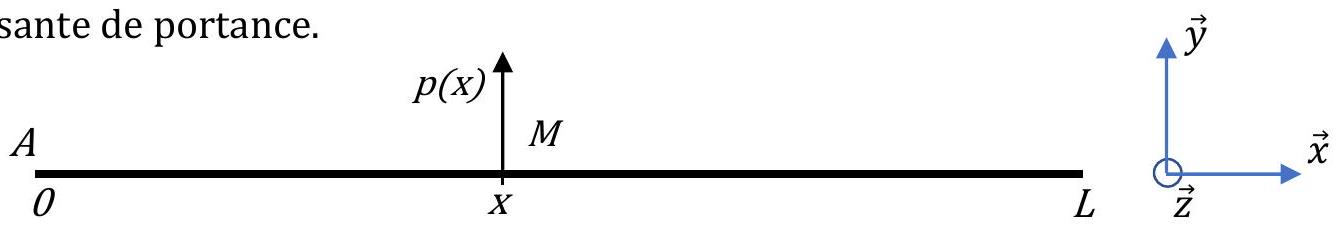 sante de portance.
y⃗
p(x)
M
A
x⃗
0
x
L
z⃗